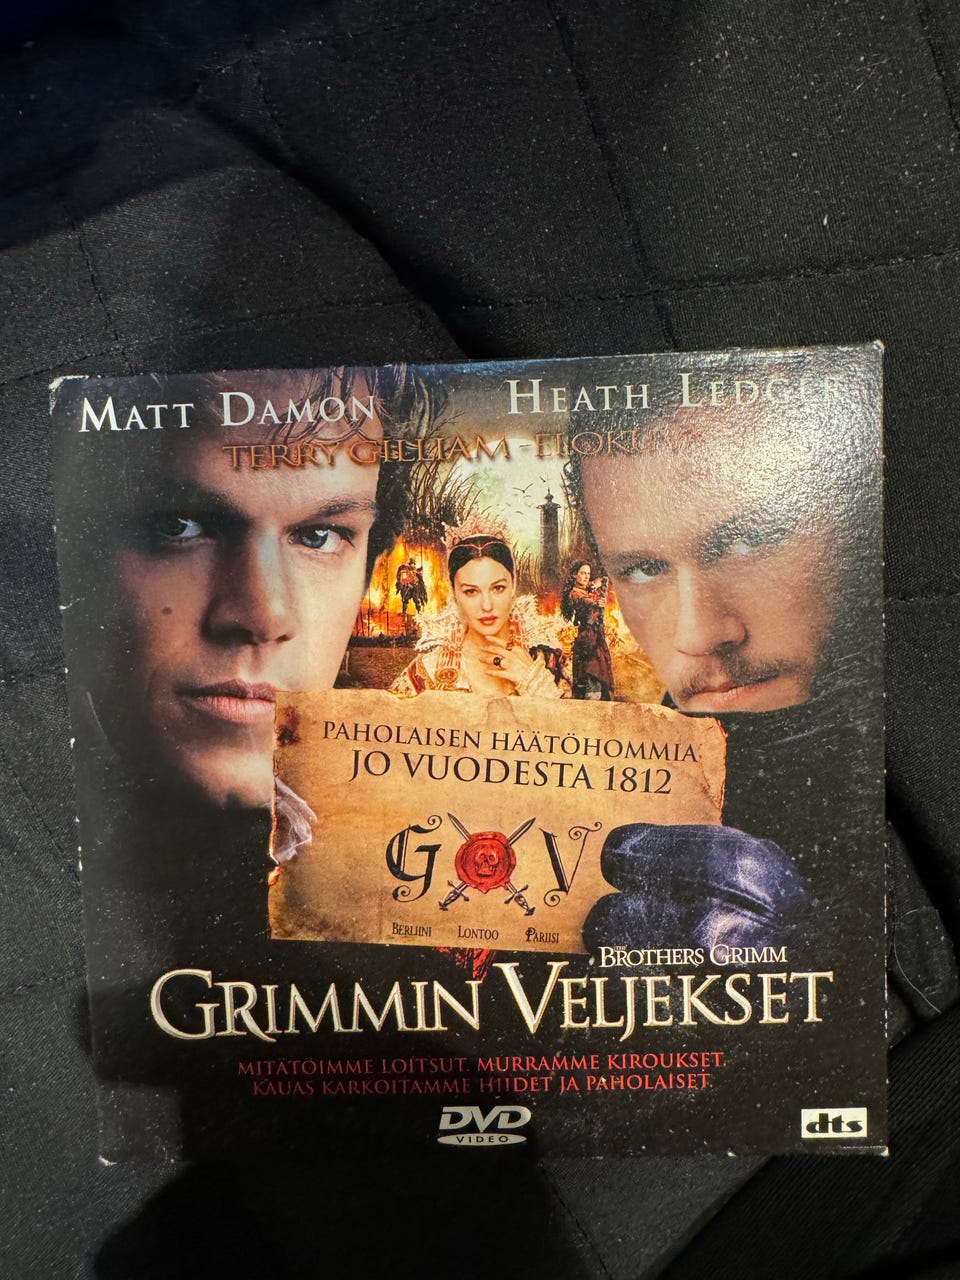 MATT DAMON
HEATH LEDGER
TERRY GILLIAM -ELOKUVA
PAHOLAISEN HÄÄTÖHOMMIA
JO VUODESTA 1812
G V
BERLIINI LONTOO PARIISI
THE BROTHERS GRIMM
GRIMMIN VELJEKSET
MITÄTÖIMME LOITSUT. MURRAMME KIROUKSET.
KAUAS KARKOITAMME HIIDET JA PAHOLAISET.
DVD
VIDEO
dts